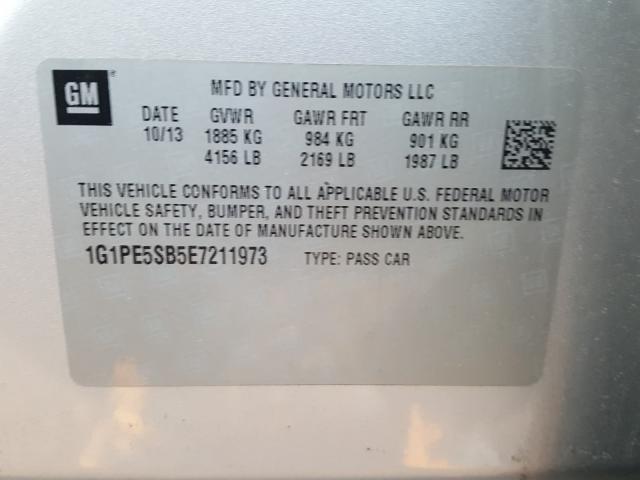 GM
MFD BY GENERAL MOTORS LLC
DATE GVWR GAWR FRT GAWR RR
10/13 1885 KG 984 KG 901 KG
4156 LB 2169 LB 1987 LB
THIS VEHICLE CONFORMS TO ALL APPLICABLE U.S. FEDERAL MOTOR
VEHICLE SAFETY, BUMPER, AND THEFT PREVENTION STANDARDS IN
EFFECT ON THE DATE OF MANUFACTURE SHOWN ABOVE.
1G1PE5SB5E7211973 TYPE: PASS CAR